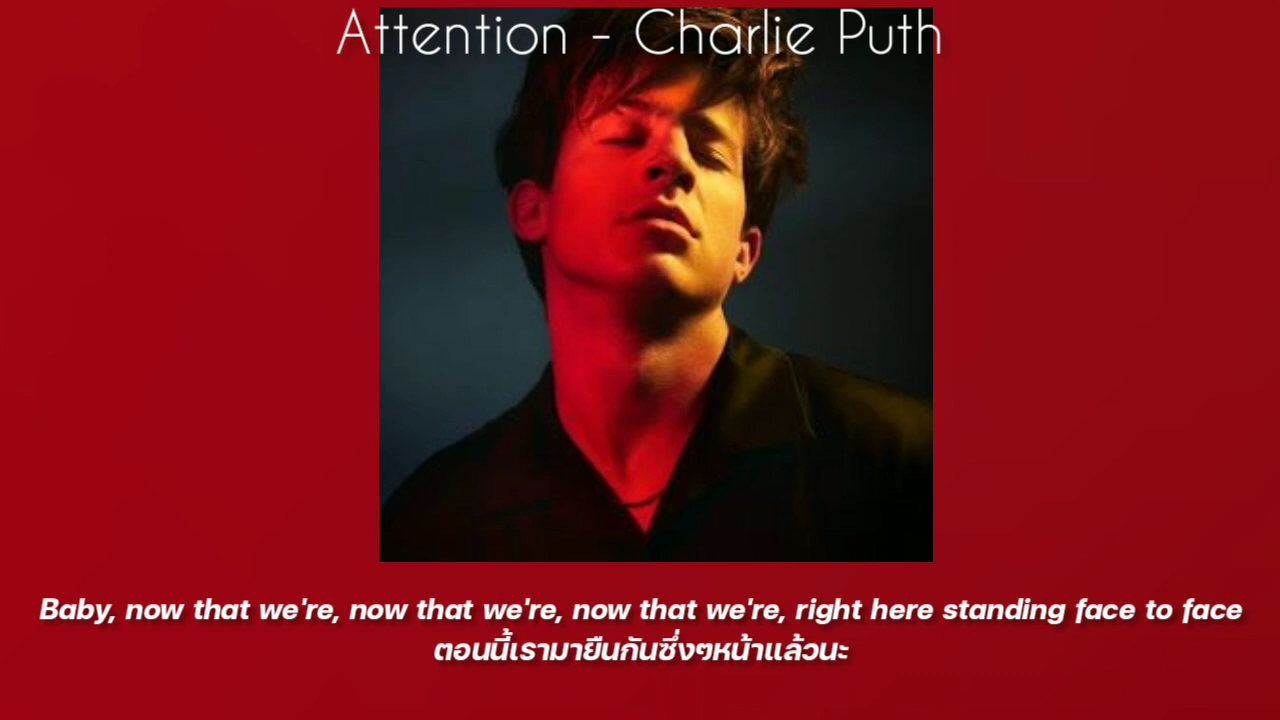 Attention - Charlie Puth
Baby, now that we're, now that we're, now that we're, right here standing face to face
ตอนนี้เรามายืนกันซึ่งๆหน้าแล้วนะ